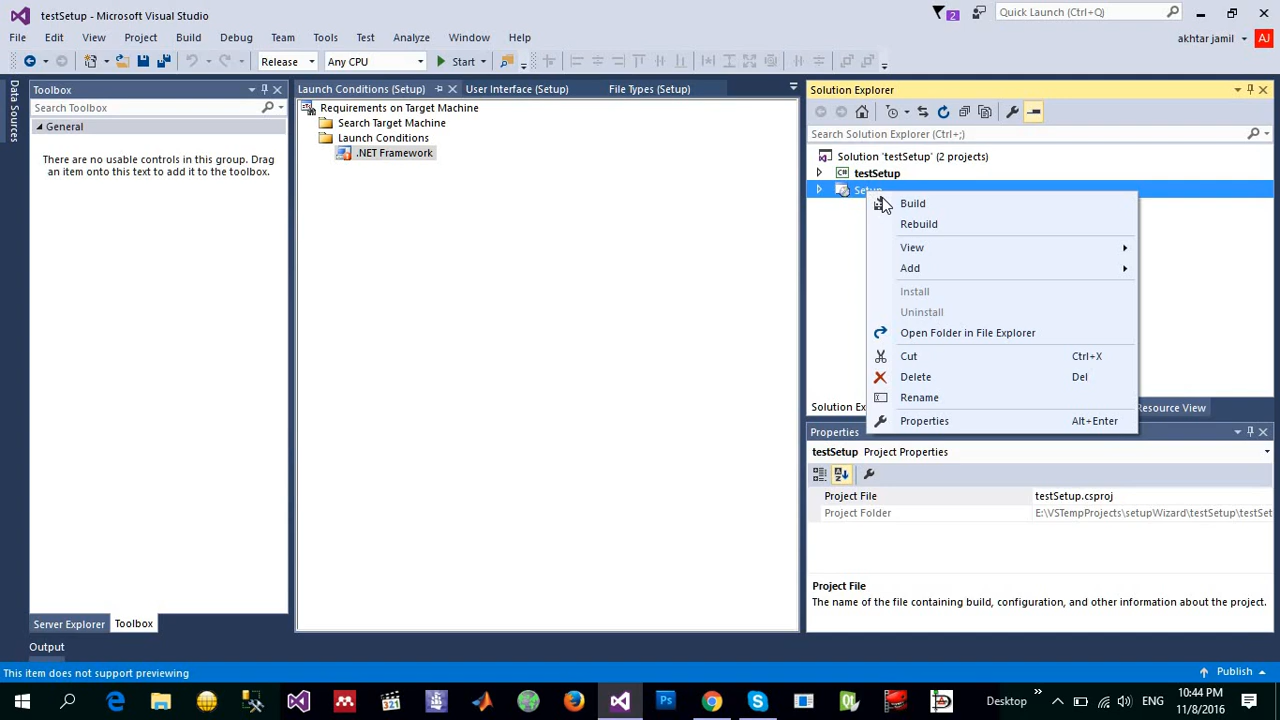 testSetup - Microsoft Visual Studio
2
Quick Launch (Ctrl+Q)
File Edit View Project Build Debug Team Tools Test Analyze Window Help
akhtar jamil AJ
Release Any CPU Start
Data Sources
Toolbox
Search Toolbox
General
There are no usable controls in this group. Drag
an item onto this text to add it to the toolbox.
Server Explorer Toolbox
Launch Conditions (Setup) User Interface (Setup) File Types (Setup)
Requirements on Target Machine
Search Target Machine
Launch Conditions
.NET Framework
Solution Explorer
Search Solution Explorer (Ctrl+;)
Solution 'testSetup' (2 projects)
testSetup
Setup
Build
Rebuild
View
Add
Install
Uninstall
Open Folder in File Explorer
Cut Ctrl+X
Delete Del
Rename
Properties Alt+Enter
Solution Ex Resource View
Properties
testSetup Project Properties
Project File testSetup.csproj
Project Folder E:\VSTempProjects\setupWizard\testSetup\testSet
Project File
The name of the file containing build, configuration, and other information about the project.
Output
This item does not support previewing
Publish
Desktop ENG 10:44 PM
11/8/2016